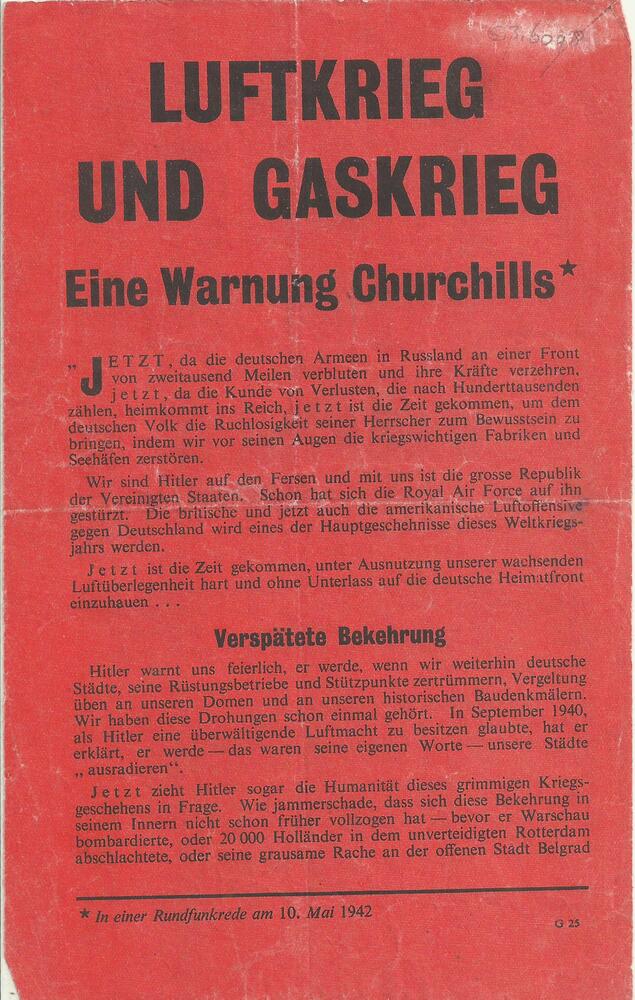 LUFTKRIEG
UND GASKRIEG
Eine Warnung Churchills*
„JETZT, da die deutschen Armeen in Russland an einer Front
von zweitausend Meilen verbluten und ihre Kräfte verzehren,
jetzt, da die Kunde von Verlusten, die nach Hunderttausenden
zählen, heimkommt ins Reich, jetzt ist die Zeit gekommen, um dem
deutschen Volk die Ruchlosigkeit seiner Herrscher zum Bewusstsein zu
bringen, indem wir vor seinen Augen die kriegswichtigen Fabriken und
Seehäfen zerstören.
Wir sind Hitler auf den Fersen und mit uns ist die grosse Republik
der Vereinigten Staaten. Schon hat sich die Royal Air Force auf ihn
gestürzt. Die britische und jetzt auch die amerikanische Luftoffensive
gegen Deutschland wird eines der Hauptgeschehnisse dieses Weltkriegs-
jahrs werden.
Jetzt ist die Zeit gekommen, unter Ausnutzung unserer wachsenden
Luftüberlegenheit hart und ohne Unterlass auf die deutsche Heimatfront
einzuhauen . . .
Verspätete Bekehrung
Hitler warnt uns feierlich, er werde, wenn wir weiterhin deutsche
Städte, seine Rüstungsbetriebe und Stützpunkte zertrümmern, Vergeltung
üben an unseren Domen und an unseren historischen Baudenkmälern.
Wir haben diese Drohungen schon einmal gehört. In September 1940,
als Hitler eine überwältigende Luftmacht zu besitzen glaubte, hat er
erklärt, er werde — das waren seine eigenen Worte — unsere Städte
„ausradieren“.
Jetzt zieht Hitler sogar die Humanität dieses grimmigen Kriegs-
geschehens in Frage. Wie jammerschade, dass sich diese Bekehrung in
seinem Innern nicht schon früher vollzogen hat — bevor er Warschau
bombardierte, oder 20 000 Holländer in dem unverteidigten Rotterdam
abschlachtete, oder seine grausame Rache an der offenen Stadt Belgrad
* In einer Rundfunkrede am 10. Mai 1942
G 25